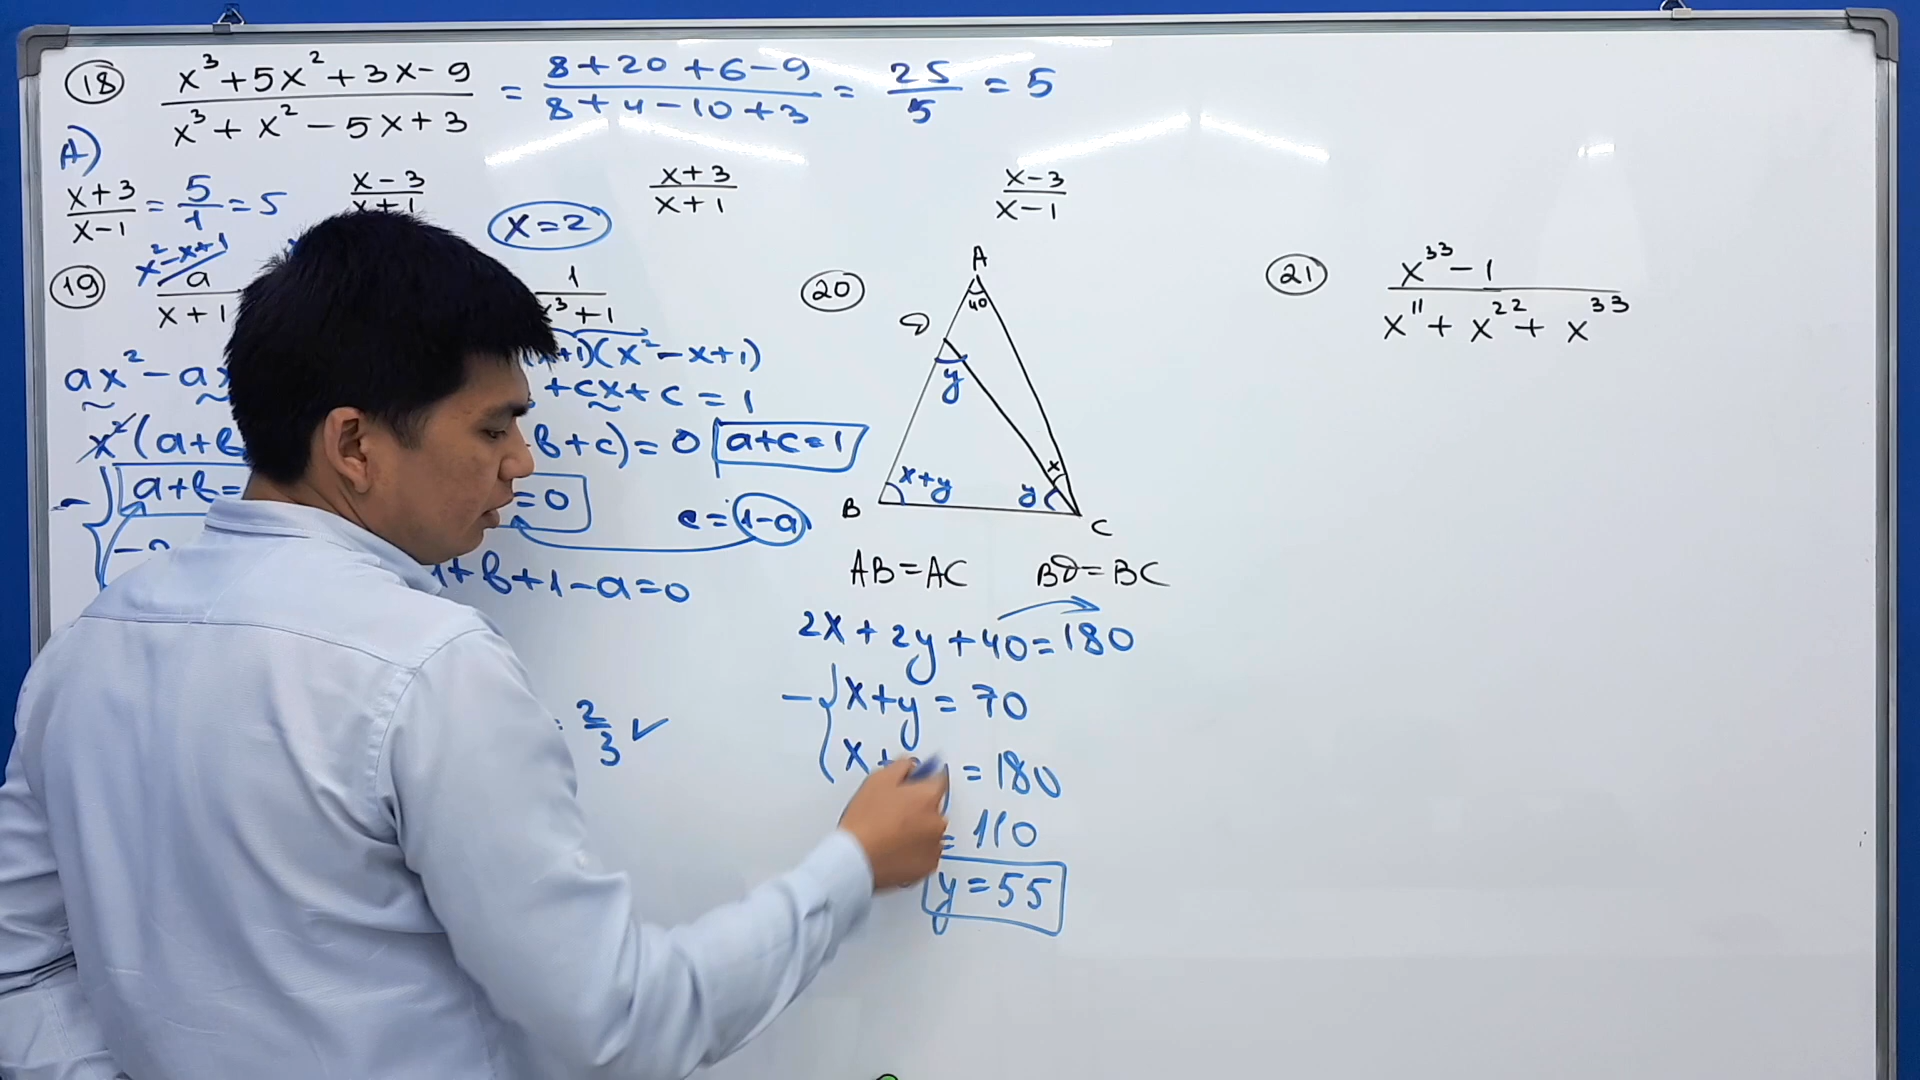 18 x³+5x²+3x-9 / x³+x²-5x+3 = 8+20+6-9 / 8+4-10+3 = 25/5 = 5
A)
x+3 / x-1 = 5/1 = 5
x-3 / x+1
x+3 / x+1
x-3 / x-1
x=2
x²-x+1
19 a / x+1
1 / x³+1
(x²-x+1)
ax²-ax
+cx+c=1
x²(a+b
b+c)=0
a+c=1
a+b=
=0
c=1-a
+b+1-a=0
= 2/3 ✓
20
A
40
D
y
x
x+y
y
B
C
AB=AC BD=BC
2x+2y+40=180
- { x+y=70
x+ y=180
=110
y=55
21 x³³-1 / x¹¹+x²²+x³³